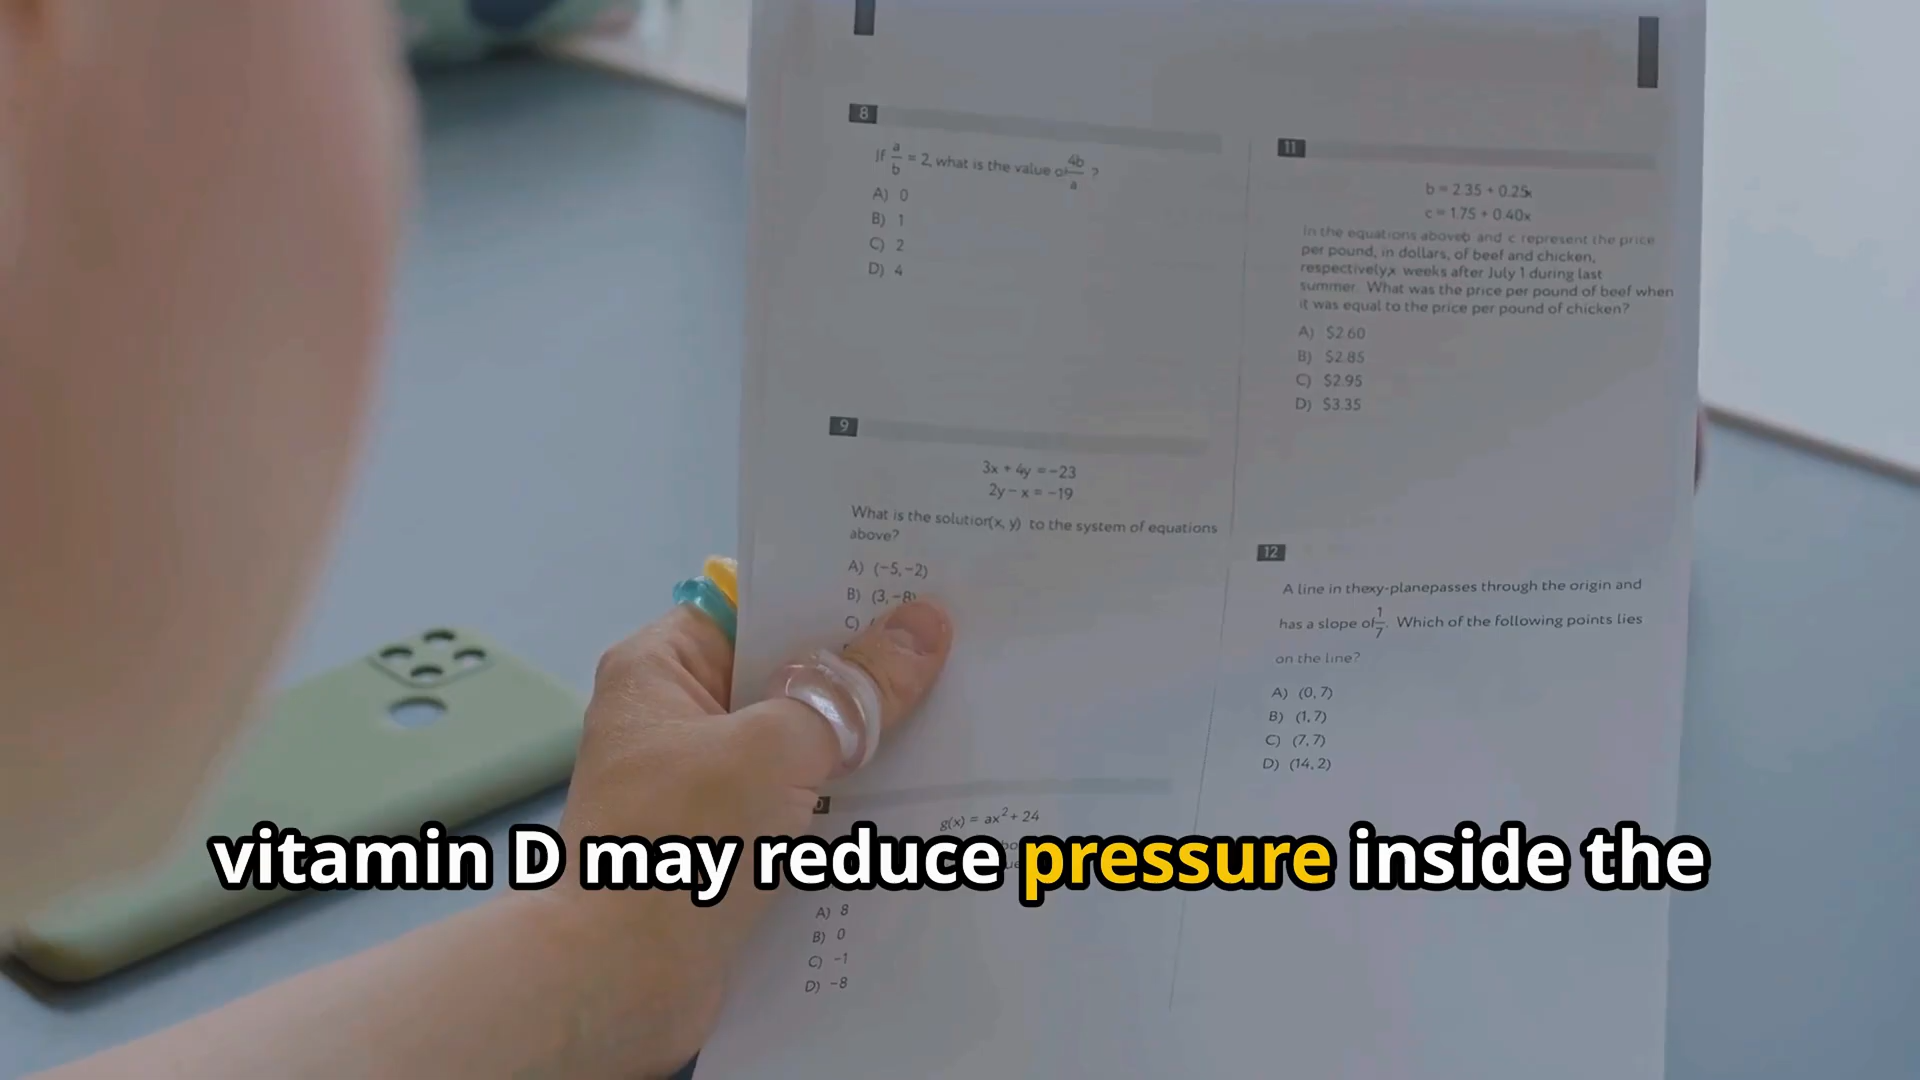 8
If a/b = 2, what is the value of 4b/a ?
A) 0
B) 1
C) 2
D) 4
9
3x + 4y = -23
2y - x = -19
What is the solution(x, y) to the system of equations
above?
A) (-5, -2)
B) (3, -8)
C)
g(x) = ax² + 24
A) 8
B) 0
C) -1
D) -8
11
b = 2.35 + 0.25x
c = 1.75 + 0.40x
In the equations aboveb and c represent the price
per pound, in dollars, of beef and chicken,
respectivelyx weeks after July 1 during last
summer. What was the price per pound of beef when
it was equal to the price per pound of chicken?
A) $2.60
B) $2.85
C) $2.95
D) $3.35
12
A line in thexy-planepasses through the origin and
has a slope of 1/7. Which of the following points lies
on the line?
A) (0, 7)
B) (1, 7)
C) (7, 7)
D) (14, 2)
vitamin D may reduce pressure inside the